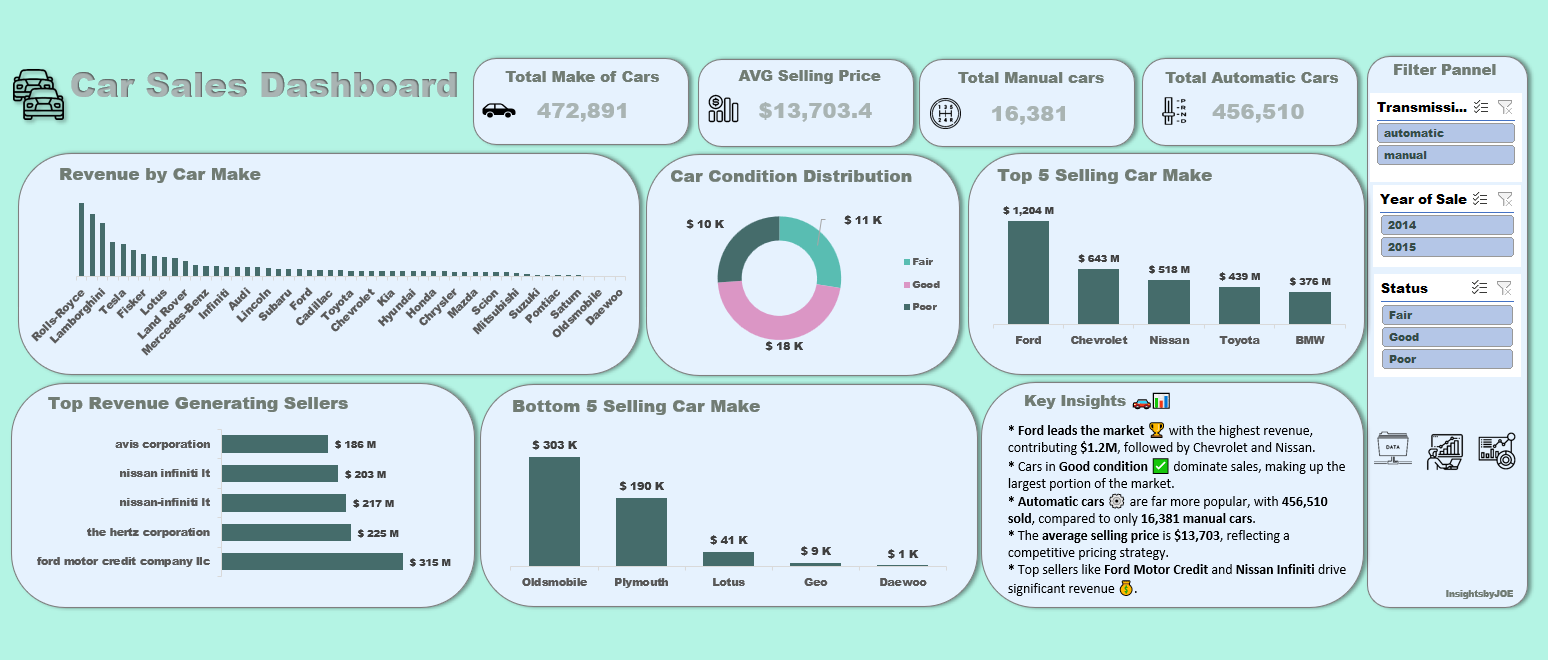 Car Sales Dashboard
Total Make of Cars
472,891
AVG Selling Price
$13,703.4
Total Manual cars
16,381
Total Automatic Cars
456,510
Filter Pannel
Transmissi...
automatic
manual
Year of Sale
2014
2015
Status
Fair
Good
Poor
DATA
InsightsbyJOE
Revenue by Car Make
Rolls-Royce
Lamborghini
Tesla
Fisker
Lotus
Land Rover
Mercedes-Benz
Infiniti
Audi
Lincoln
Subaru
Ford
Cadillac
Toyota
Chevrolet
Kia
Hyundai
Honda
Chrysler
Mazda
Scion
Mitsubishi
Suzuki
Pontiac
Saturn
Oldsmobile
Daewoo
Car Condition Distribution
$ 10 K
$ 11 K
$ 18 K
Fair
Good
Poor
Top 5 Selling Car Make
$ 1,204 M
$ 643 M
$ 518 M
$ 439 M
$ 376 M
Ford
Chevrolet
Nissan
Toyota
BMW
Top Revenue Generating Sellers
avis corporation $ 186 M
nissan infiniti lt $ 203 M
nissan-infiniti lt $ 217 M
the hertz corporation $ 225 M
ford motor credit company llc $ 315 M
Bottom 5 Selling Car Make
$ 303 K
$ 190 K
$ 41 K
$ 9 K
$ 1 K
Oldsmobile
Plymouth
Lotus
Geo
Daewoo
Key Insights 🚗📊
* Ford leads the market 🏆 with the highest revenue,
contributing $1.2M, followed by Chevrolet and Nissan.
* Cars in Good condition ✅ dominate sales, making up the
largest portion of the market.
* Automatic cars ⚙️ are far more popular, with 456,510
sold, compared to only 16,381 manual cars.
* The average selling price is $13,703, reflecting a
competitive pricing strategy.
* Top sellers like Ford Motor Credit and Nissan Infiniti drive
significant revenue 💰.